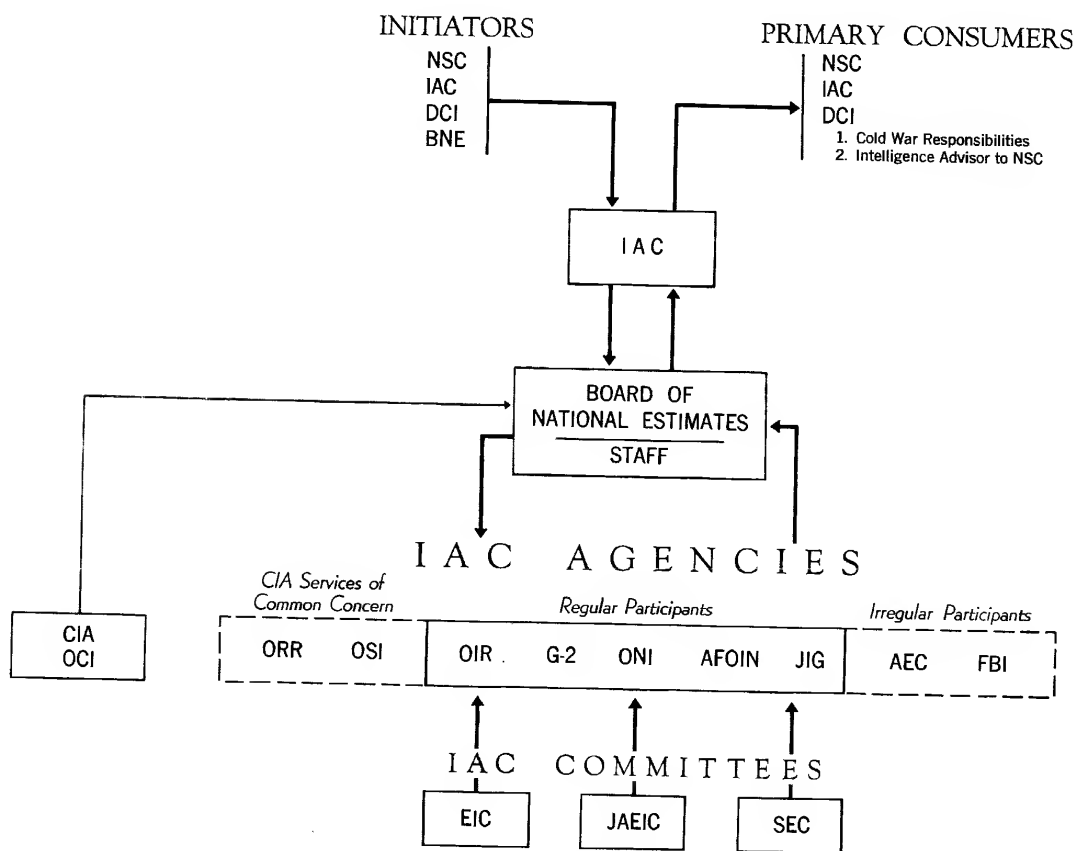 INITIATORS
NSC
IAC
DCI
BNE
PRIMARY CONSUMERS
NSC
IAC
DCI
1. Cold War Responsibilities
2. Intelligence Advisor to NSC
IAC
BOARD OF
NATIONAL ESTIMATES
STAFF
IAC AGENCIES
CIA Services of
Common Concern
Regular Participants
Irregular Participants
CIA
OCI
ORR OSI OIR. G-2 ONI AFOIN JIG AEC FBI
IAC COMMITTEES
EIC JAEIC SEC